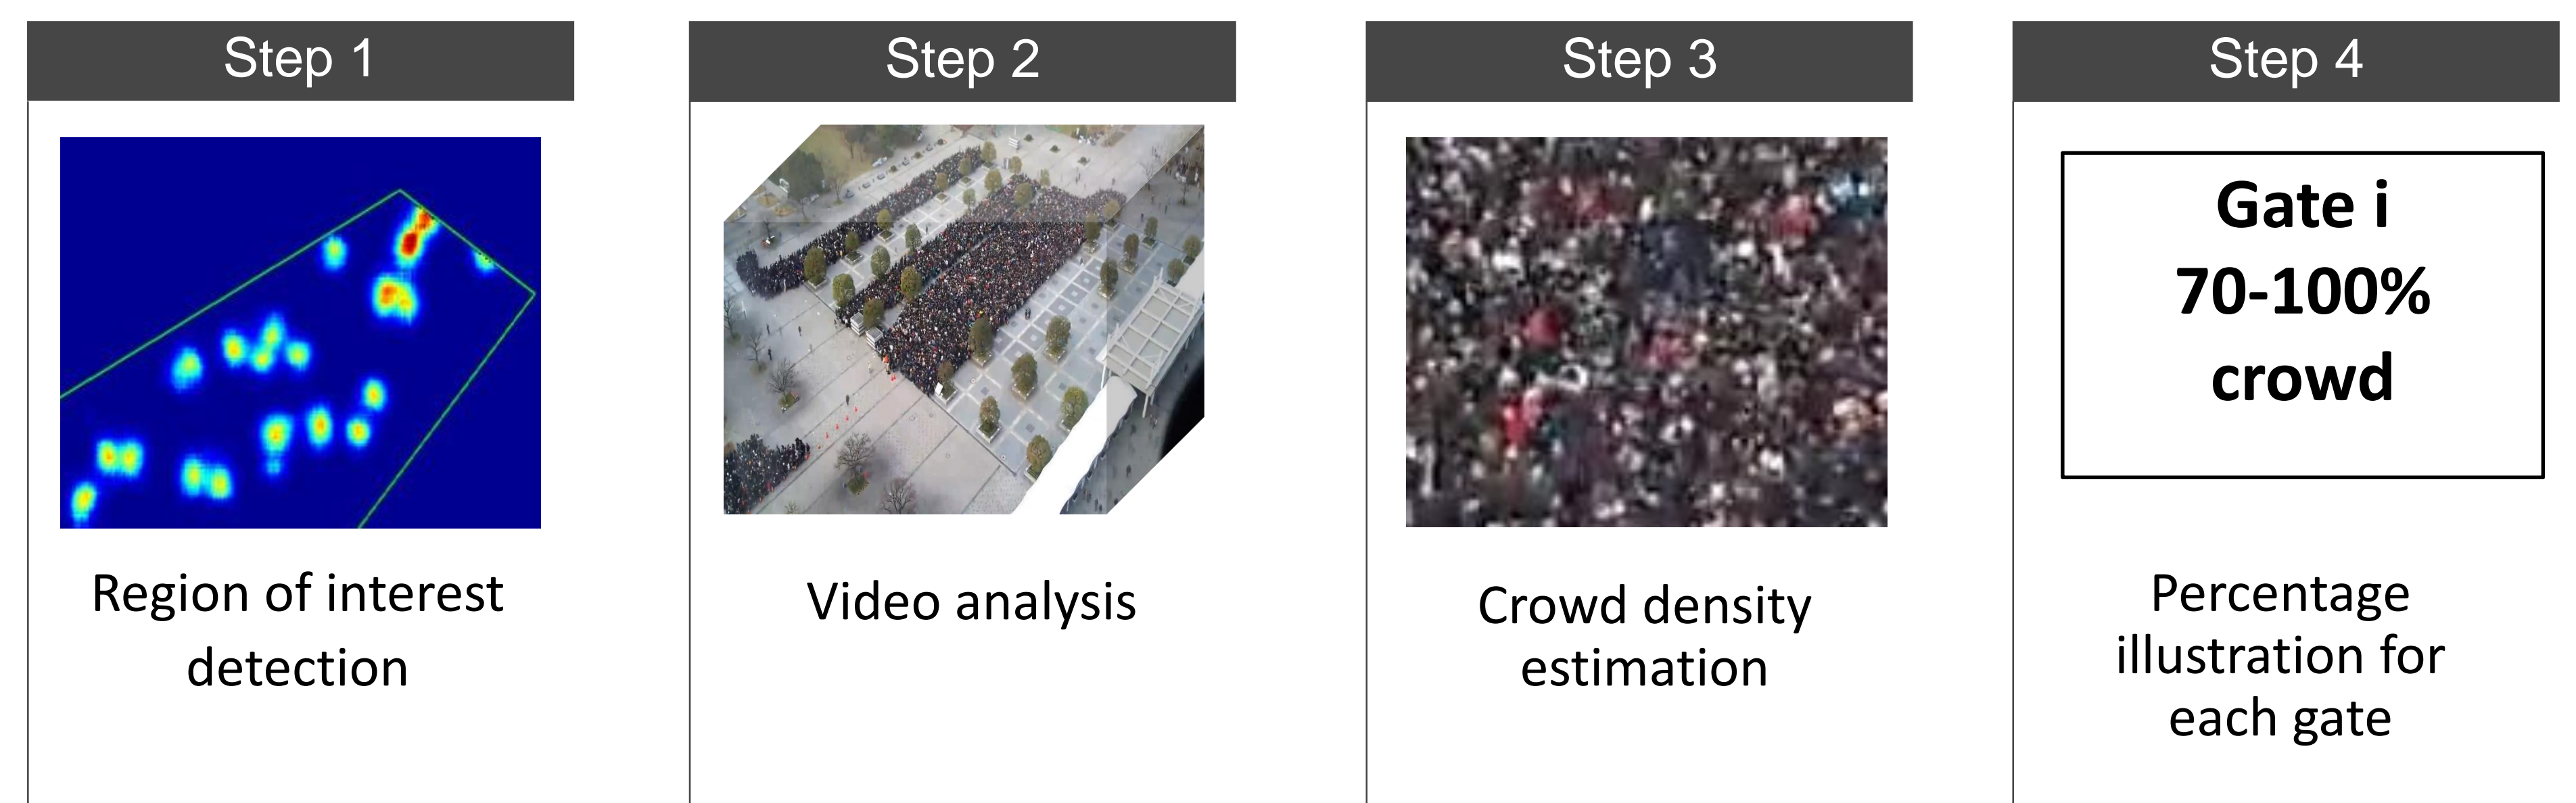 Step 1
Region of interest
detection
Step 2
Video analysis
Step 3
Crowd density
estimation
Step 4
Gate i
70-100%
crowd
Percentage
illustration for
each gate